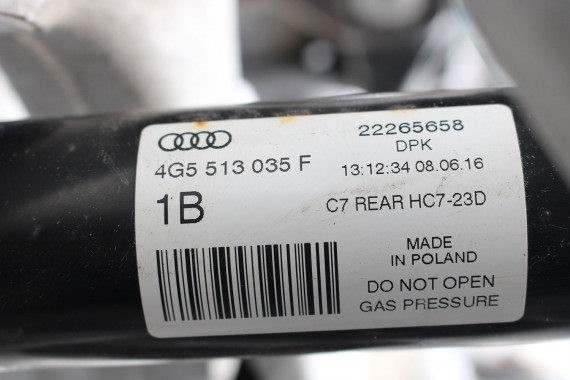 4G5 513 035 F
1B
22265658
DPK
13:12:34 08.06.16
C7 REAR HC7-23D
MADE
IN POLAND
DO NOT OPEN
GAS PRESSURE